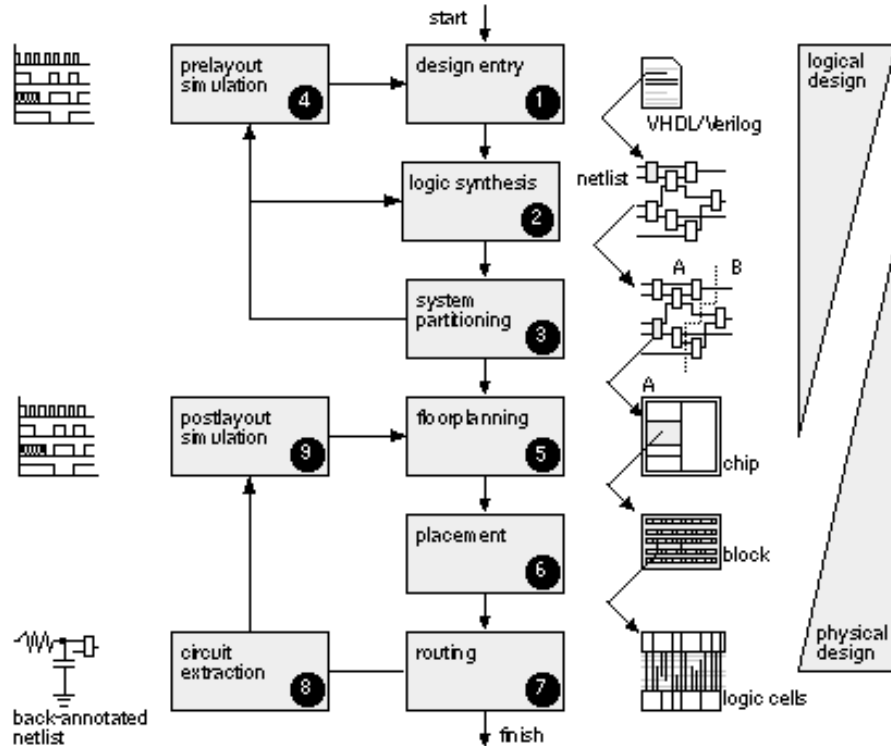 start
prelayout
simulation
4
design entry
1
logical
design
VHDL/Verilog
logic synthesis
2
netlist
A B
system
partitioning
3
A
postlayout
simulation
9
floorplanning
5
chip
placement
6
block
circuit
extraction
8
routing
7
physical
design
logic cells
back-annotated
netlist
finish